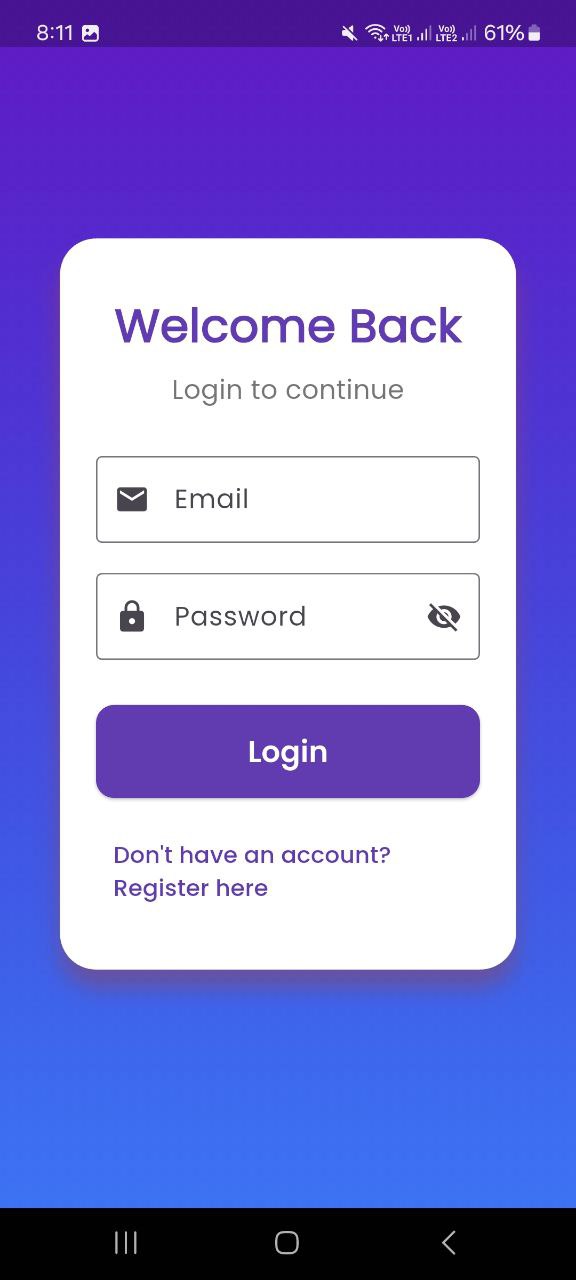 8:11 Vo)) LTE1 Vo)) LTE2 61%
Welcome Back
Login to continue
Email
Password
Login
Don't have an account?
Register here